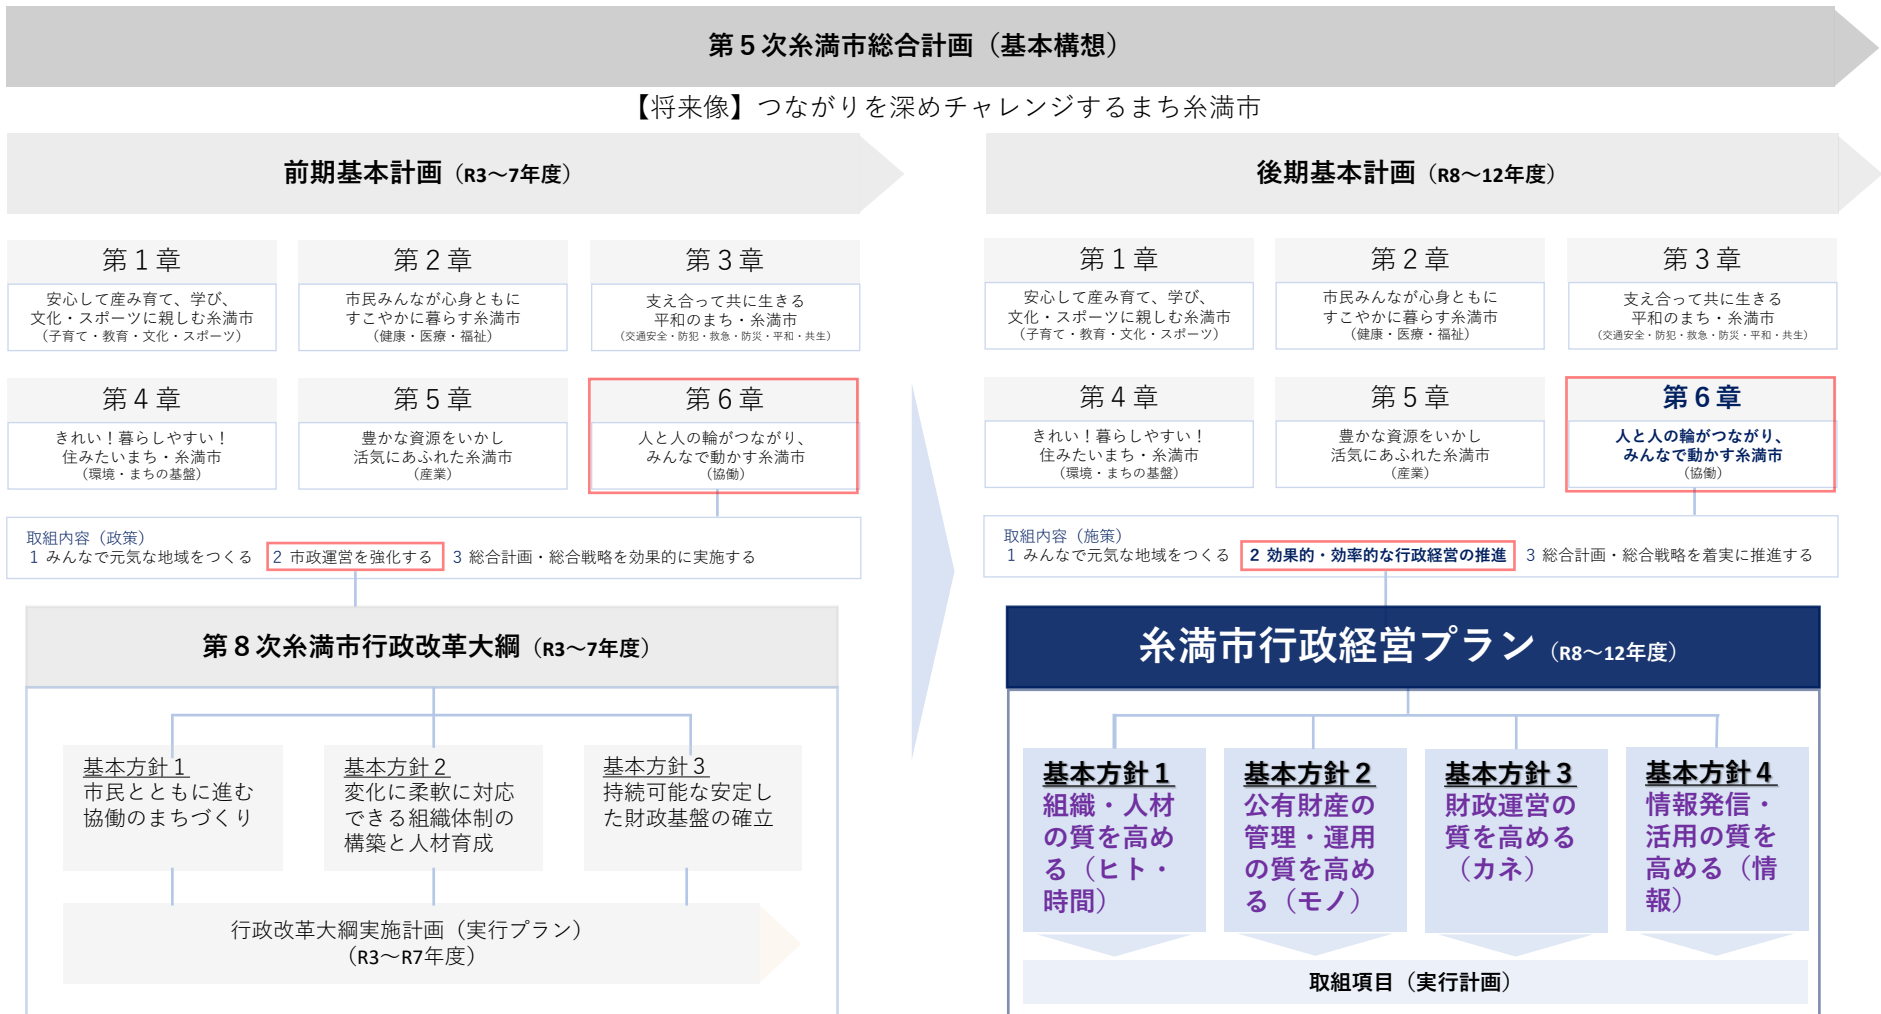 第５次糸満市総合計画（基本構想）
【将来像】つながりを深めチャレンジするまち糸満市
前期基本計画（R3～7年度）
第１章
安心して産み育て、学び、
文化・スポーツに親しむ糸満市
（子育て・教育・文化・スポーツ）
第２章
市民みんなが心身ともに
すこやかに暮らす糸満市
（健康・医療・福祉）
第３章
支え合って共に生きる
平和のまち・糸満市
（交通安全・防犯・救急・防災・平和・共生）
第４章
きれい！暮らしやすい！
住みたいまち・糸満市
（環境・まちの基盤）
第５章
豊かな資源をいかし
活気にあふれた糸満市
（産業）
第６章
人と人の輪がつながり、
みんなで動かす糸満市
（協働）
取組内容（政策）
1 みんなで元気な地域をつくる　2 市政運営を強化する　3 総合計画・総合戦略を効果的に実施する
第８次糸満市行政改革大綱（R3～7年度）
基本方針１
市民とともに進む
協働のまちづくり
基本方針２
変化に柔軟に対応
できる組織体制の
構築と人材育成
基本方針３
持続可能な安定し
た財政基盤の確立
行政改革大綱実施計画（実行プラン）
（R3～R7年度）
後期基本計画（R8～12年度）
第１章
安心して産み育て、学び、
文化・スポーツに親しむ糸満市
（子育て・教育・文化・スポーツ）
第２章
市民みんなが心身ともに
すこやかに暮らす糸満市
（健康・医療・福祉）
第３章
支え合って共に生きる
平和のまち・糸満市
（交通安全・防犯・救急・防災・平和・共生）
第４章
きれい！暮らしやすい！
住みたいまち・糸満市
（環境・まちの基盤）
第５章
豊かな資源をいかし
活気にあふれた糸満市
（産業）
第６章
人と人の輪がつながり、
みんなで動かす糸満市
（協働）
取組内容（施策）
1 みんなで元気な地域をつくる　2 効果的・効率的な行政経営の推進　3 総合計画・総合戦略を着実に推進する
糸満市行政経営プラン（R8～12年度）
基本方針１
組織・人材
の質を高め
る（ヒト・
時間）
基本方針２
公有財産の
管理・運用
の質を高め
る（モノ）
基本方針３
財政運営の
質を高める
（カネ）
基本方針４
情報発信・
活用の質を
高める（情
報）
取組項目（実行計画）